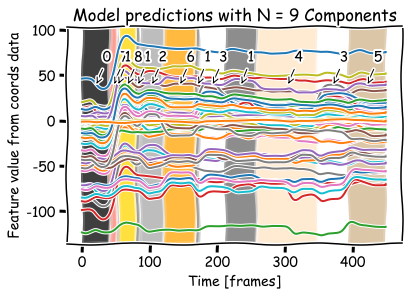 Model predictions with N = 9 Components
Feature value from coords data
100
50
0
-50
-100
0 7 1 8 1 2 6 1 3 1 4 3 5
0 100 200 300 400
Time [frames]